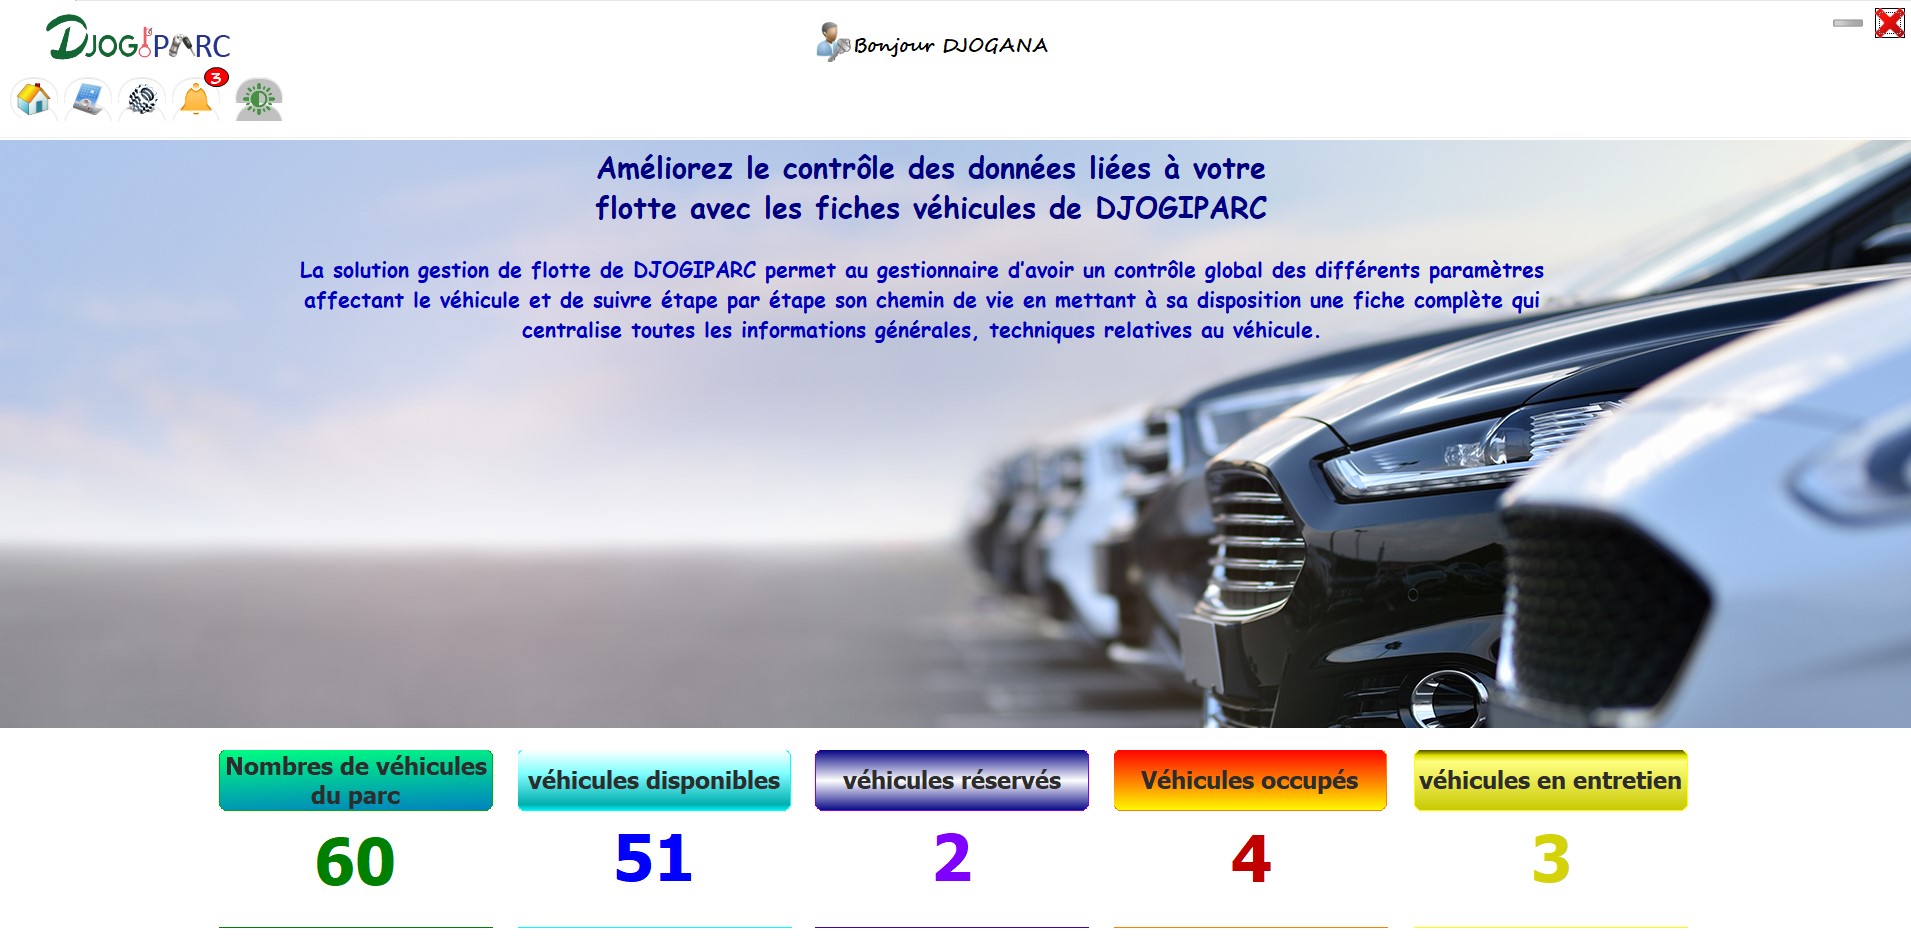 DJOGIPARC
Bonjour DJOGANA
3
Améliorez le contrôle des données liées à votre
flotte avec les fiches véhicules de DJOGIPARC
La solution gestion de flotte de DJOGIPARC permet au gestionnaire d'avoir un contrôle global des différents paramètres
affectant le véhicule et de suivre étape par étape son chemin de vie en mettant à sa disposition une fiche complète qui
centralise toutes les informations générales, techniques relatives au véhicule.
Nombres de véhicules
du parc
60
véhicules disponibles
51
véhicules réservés
2
Véhicules occupés
4
véhicules en entretien
3